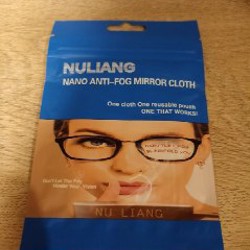 NULIANG
NANO ANTI-FOG MIRROR CLOTH
One cloth One reusable pouch
ONE THAT WORKS!
NU LIANG